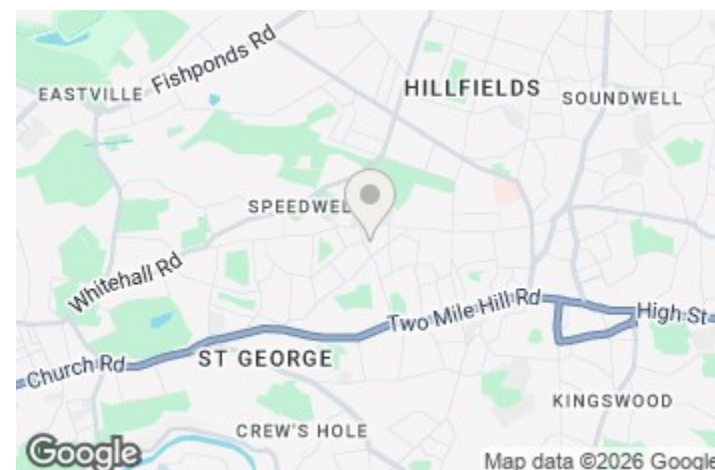 Fishponds Rd
EASTVILLE
HILLFIELDS
SOUNDWELL
SPEEDWEL
Whitehall Rd
Two Mile Hill Rd
High St
ST GEORGE
Church Rd
KINGSWOOD
CREW'S HOLE
Google
Map data ©2026 Google